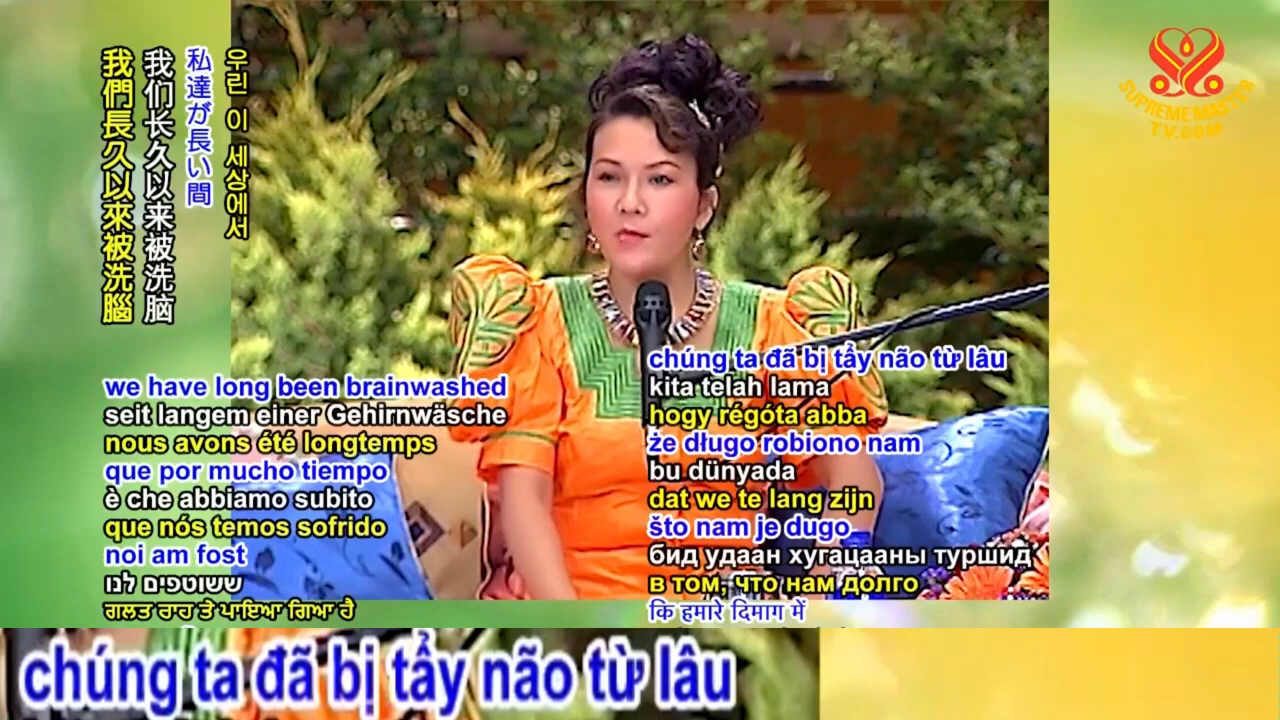 我們長久以來被洗腦
我们长久以来被洗脑
私達が長い間
우린 이 세상에서
SUPREME MASTER
TV.COM
we have long been brainwashed
seit langem einer Gehirnwäsche
nous avons été longtemps
que por mucho tiempo
è che abbiamo subito
que nós temos sofrido
noi am fost
ששוטפים לנו
ਗਲਤ ਰਾਹ ਤੇ ਪਾਇਆ ਗਿਆ ਹੈ
chúng ta đã bị tẩy não từ lâu
kita telah lama
hogy régóta abba
że długo robiono nam
bu dünyada
dat we te lang zijn
što nam je dugo
бид удаан хугацааны туршид
в том, что нам долго
कि हमारे दिमाग में
chúng ta đã bị tẩy não từ lâu